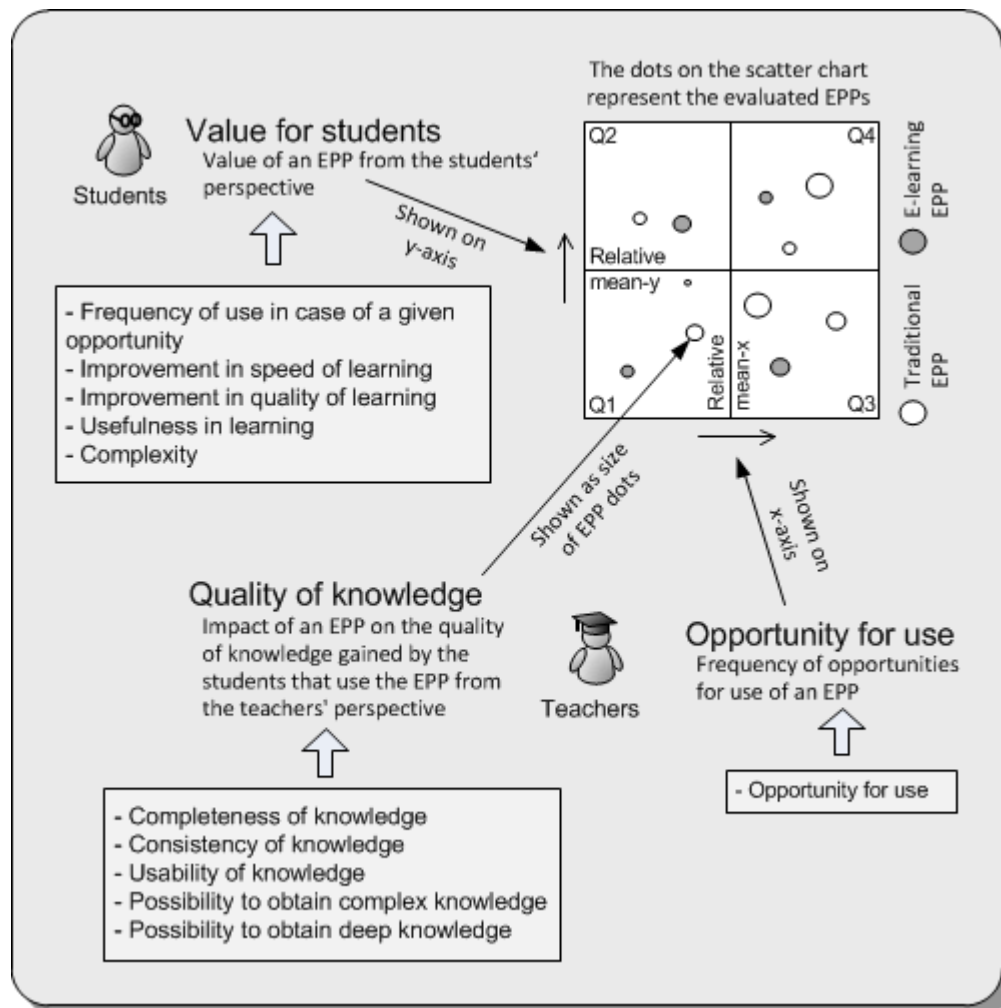 The dots on the scatter chart
represent the evaluated EPPs
Students
Value for students
Value of an EPP from the students'
perspective
Shown on
y-axis
Q2
Q4
Relative
mean-y
Relative
mean-x
Q1
Q3
E-learning
EPP
Traditional
EPP
- Frequency of use in case of a given
opportunity
- Improvement in speed of learning
- Improvement in quality of learning
- Usefulness in learning
- Complexity
Shown as size
of EPP dots
Shown on
x-axis
Quality of knowledge
Impact of an EPP on the quality
of knowledge gained by the
students that use the EPP from
the teachers' perspective
Teachers
Opportunity for use
Frequency of opportunities
for use of an EPP
- Opportunity for use
- Completeness of knowledge
- Consistency of knowledge
- Usability of knowledge
- Possibility to obtain complex knowledge
- Possibility to obtain deep knowledge